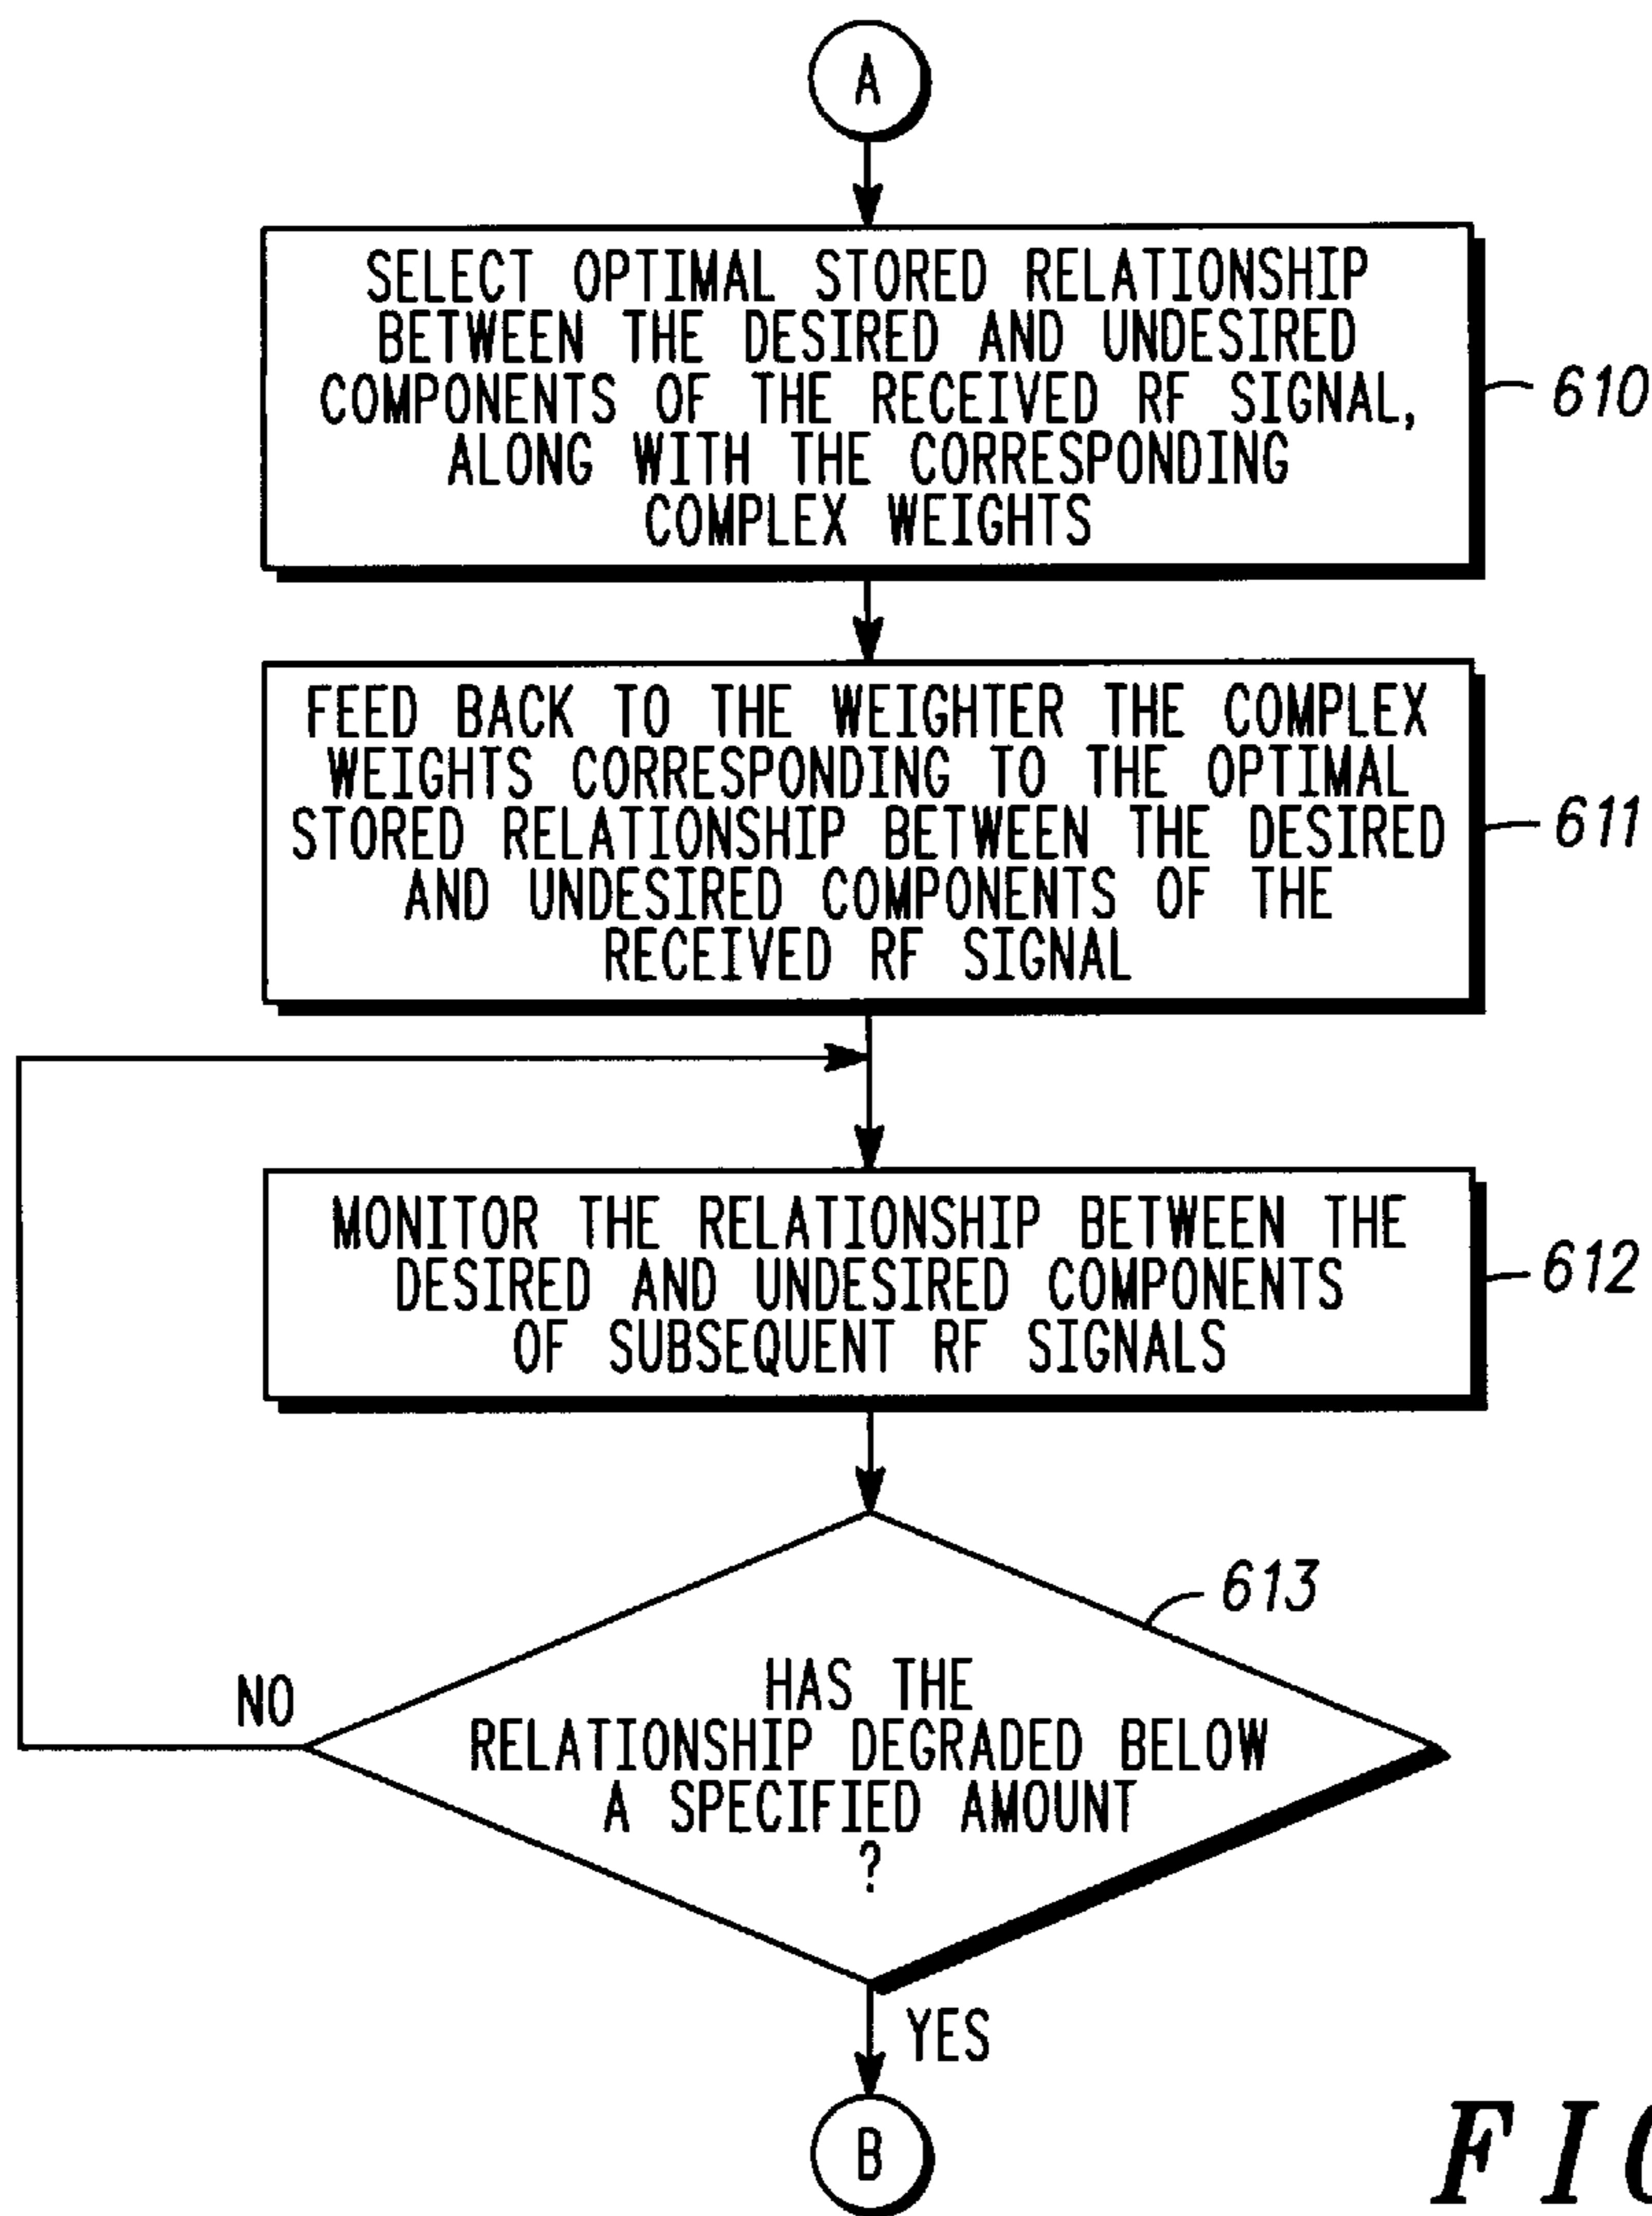 A
SELECT OPTIMAL STORED RELATIONSHIP
BETWEEN THE DESIRED AND UNDESIRED
COMPONENTS OF THE RECEIVED RF SIGNAL,
ALONG WITH THE CORRESPONDING
COMPLEX WEIGHTS
610
FEED BACK TO THE WEIGHTER THE COMPLEX
WEIGHTS CORRESPONDING TO THE OPTIMAL
STORED RELATIONSHIP BETWEEN THE DESIRED
AND UNDESIRED COMPONENTS OF THE
RECEIVED RF SIGNAL
611
MONITOR THE RELATIONSHIP BETWEEN THE
DESIRED AND UNDESIRED COMPONENTS
OF SUBSEQUENT RF SIGNALS
612
613
HAS THE
RELATIONSHIP DEGRADED BELOW
A SPECIFIED AMOUNT
?
NO
YES
B